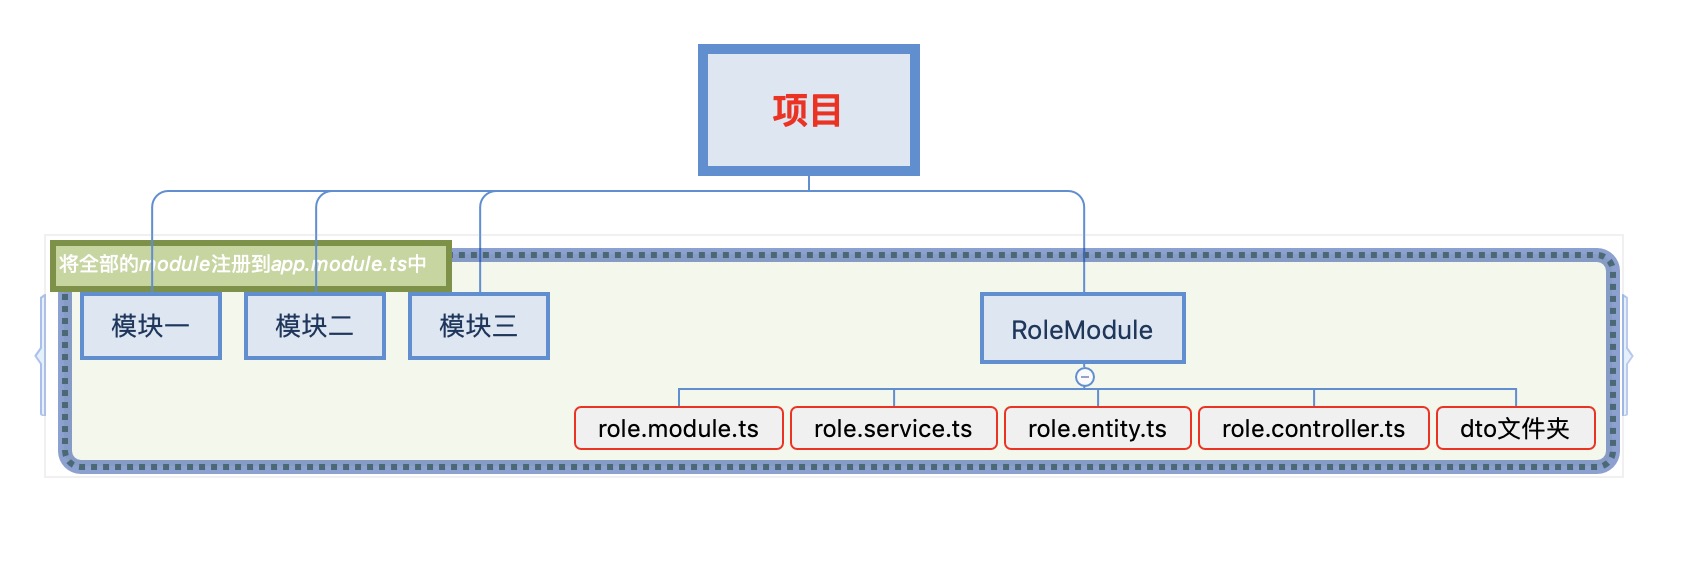 项目
将全部的module注册到app.module.ts中
模块一
模块二
模块三
RoleModule
role.module.ts
role.service.ts
role.entity.ts
role.controller.ts
dto文件夹